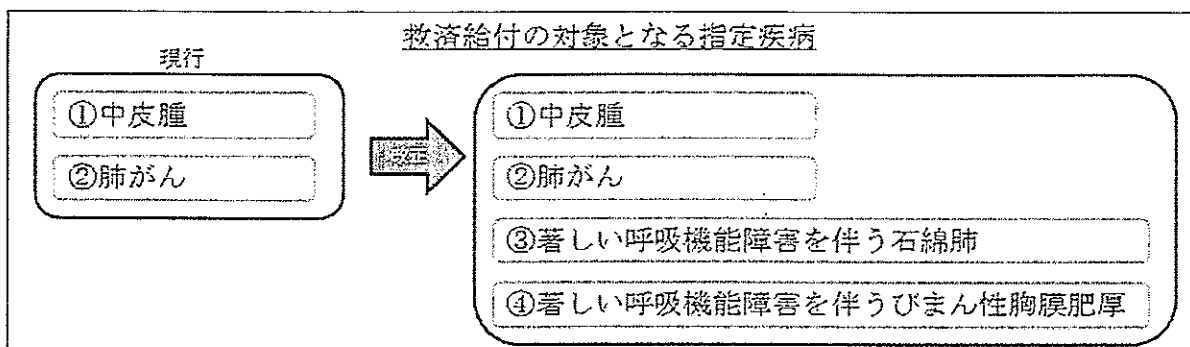 救済給付の対象となる指定疾病
現行
①中皮腫
②肺がん
改正
①中皮腫
②肺がん
③著しい呼吸機能障害を伴う石綿肺
④著しい呼吸機能障害を伴うびまん性胸膜肥厚